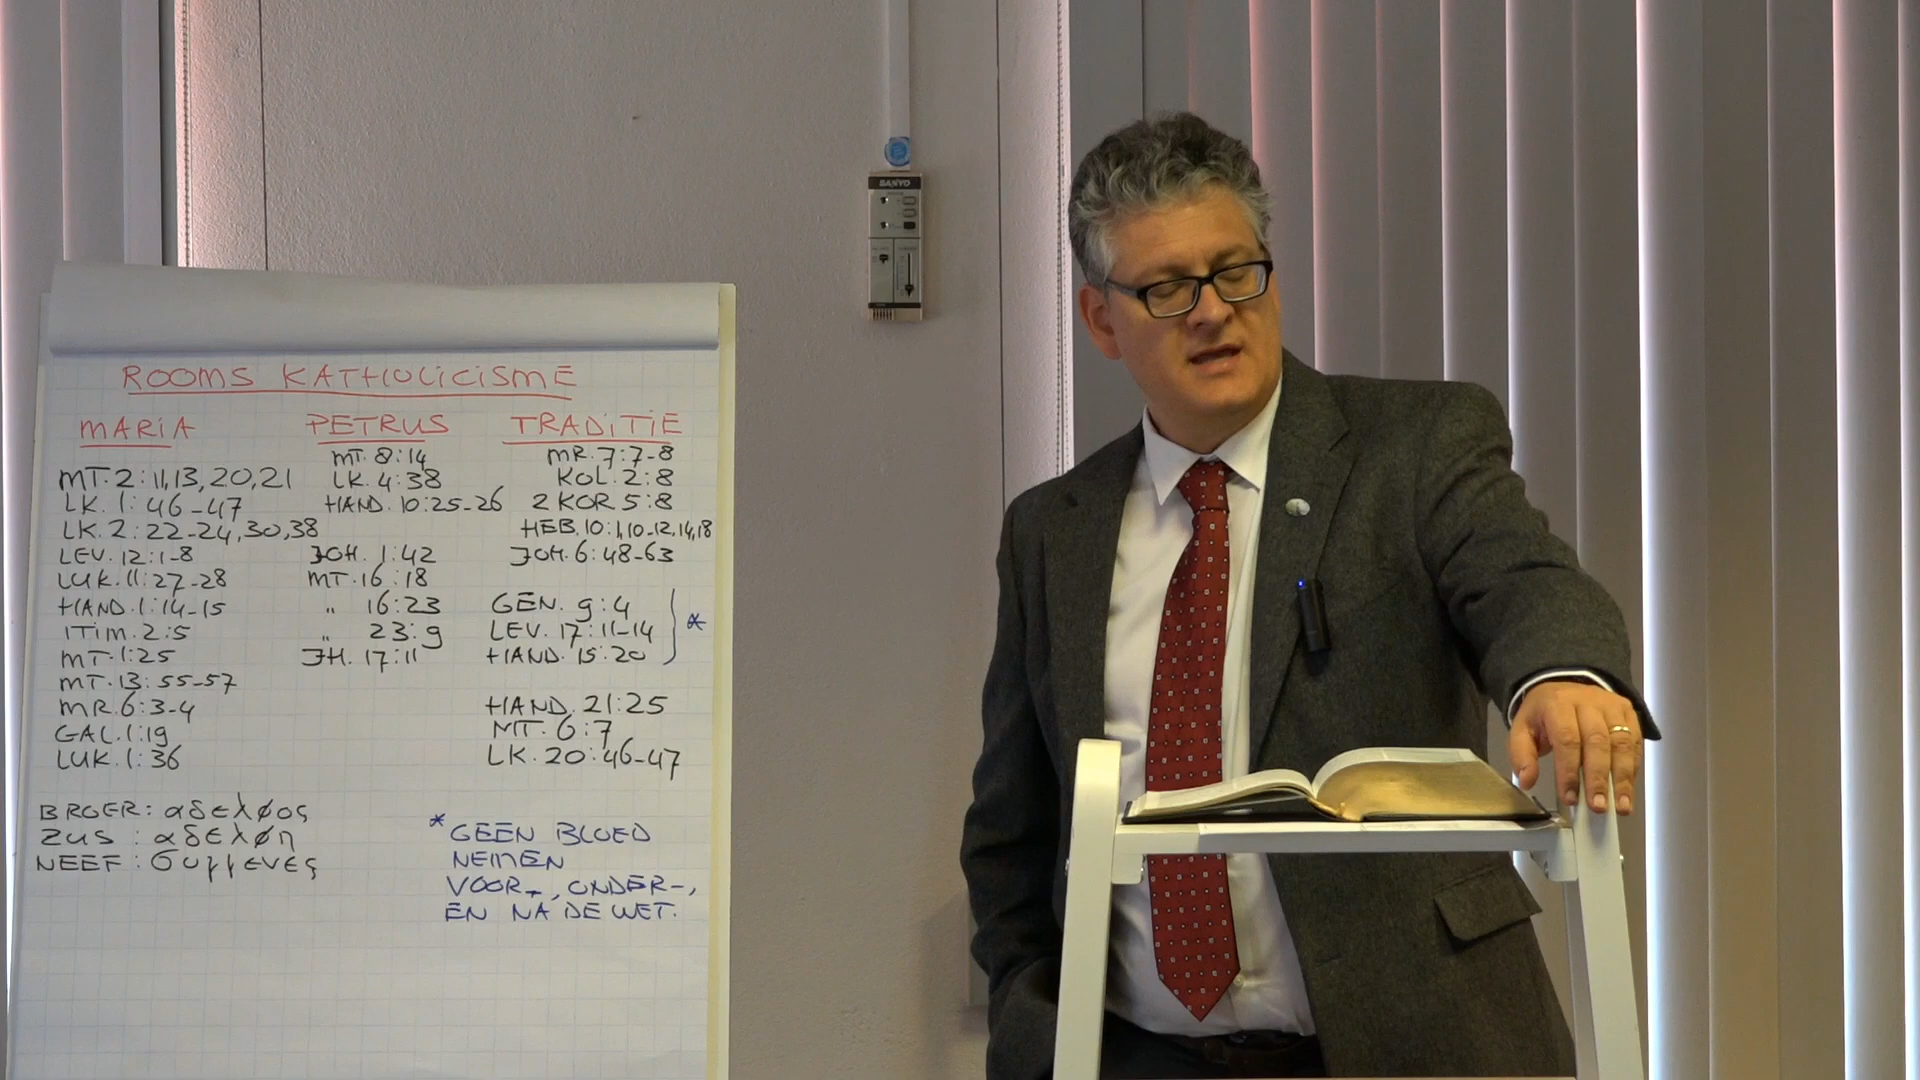 SANYO
ROOMS KATHOLICISME
MARIA
MT. 2:11,13,20,21
LK. 1:46-47
LK. 2:22-24,30,38
LEV. 12:1-8
LUK. 11:27-28
HAND. 1:14-15
1Tim. 2:5
MT. 1:25
MT. 13:55-57
MR. 6:3-4
GAL. 1:19
LUK. 1:36
BROER: αδελφος
ZUS : αδελφη
NEEF : συγγενες
PETRUS
MT. 8:14
LK. 4:38
HAND. 10:25-26
JOH. 1:42
MT. 16:18
" 16:23
" 23:9
JH. 17:11
TRADITIE
MR. 7:7-8
KOL. 2:8
2 KOR 5:8
HEB. 10:1,10-12,14,18
JOH. 6:48-63
GEN. 9:4
LEV. 17:11-14 *
HAND. 15:20
HAND. 21:25
MT. 6:7
LK. 20:46-47
* GEEN BLOED
NEMEN
VOOR-, ONDER-,
EN NA DE WET.